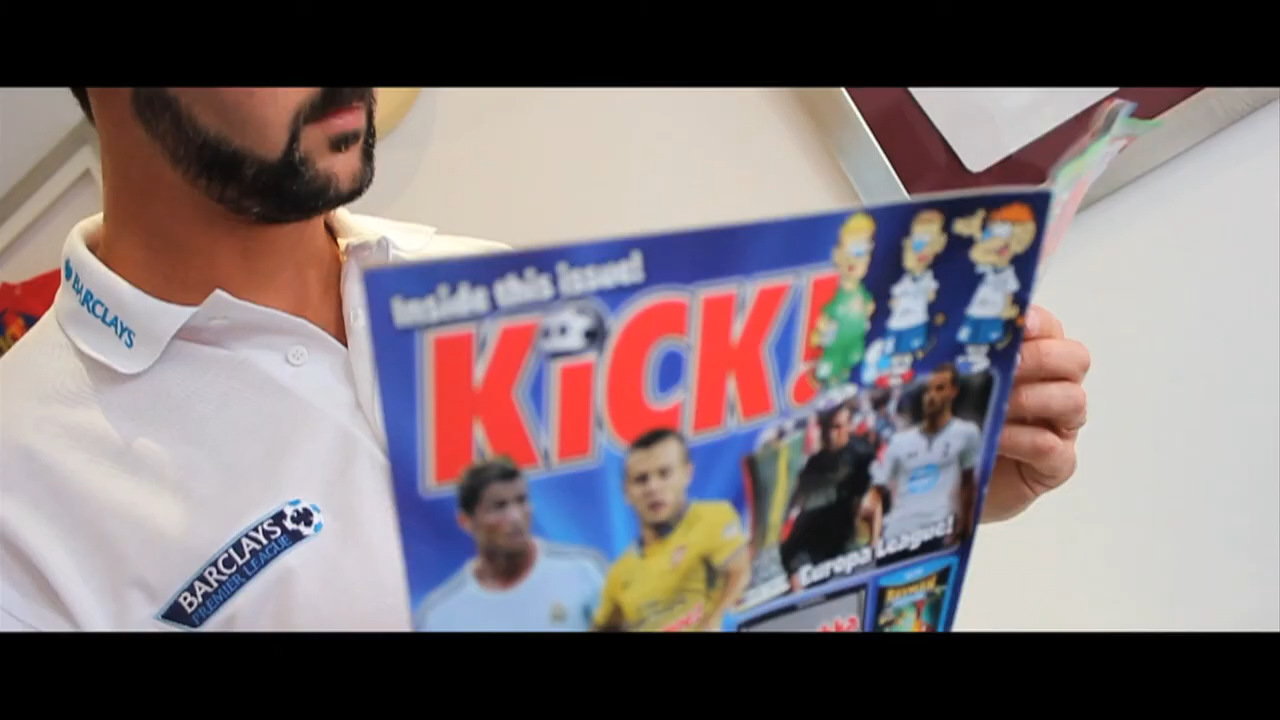 BARCLAYS
BARCLAYS
PREMIER LEAGUE
Inside this issue!
KiCK!
Europa League!